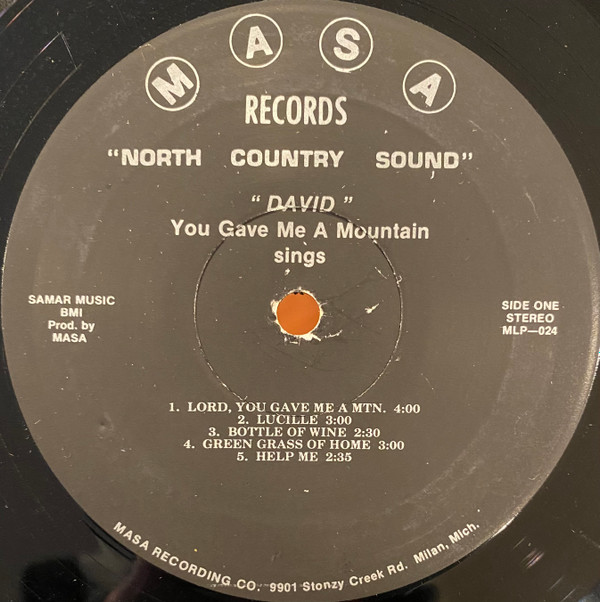 M A S A
RECORDS
"NORTH COUNTRY SOUND"
" DAVID "
You Gave Me A Mountain
sings
SAMAR MUSIC
BMI
Prod. by
MASA
SIDE ONE
STEREO
MLP—024
1. LORD, YOU GAVE ME A MTN. 4:00
2. LUCILLE 3:00
3. BOTTLE OF WINE 2:30
4. GREEN GRASS OF HOME 3:00
5. HELP ME 2:35
MASA RECORDING CO. 9901 Stonzy Creek Rd. Milan, Mich.